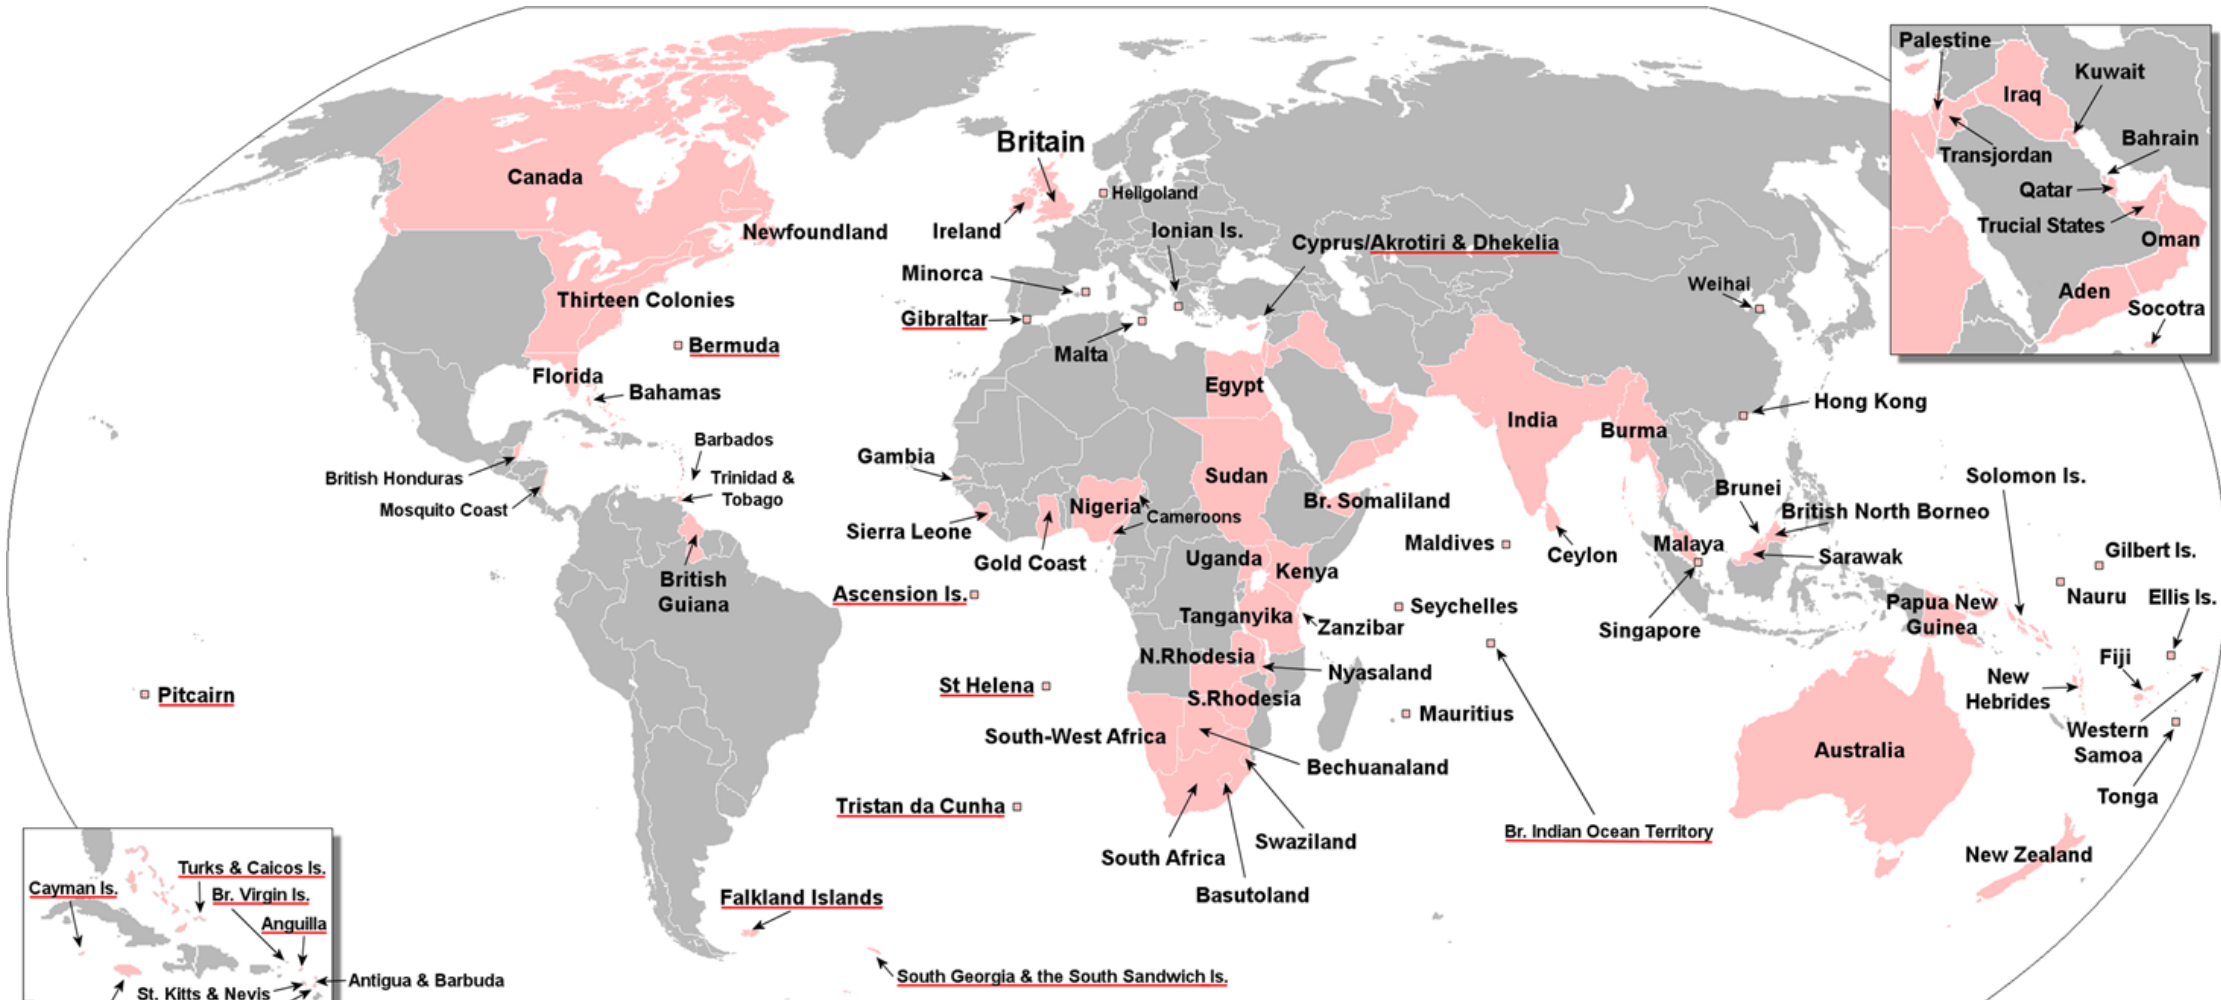 Palestine
Kuwait
Iraq
Bahrain
Transjordan
Qatar
Trucial States
Oman
Aden
Socotra
Britain
Canada
Heligoland
Newfoundland
Ireland
Ionian Is.
Cyprus/Akrotiri & Dhekelia
Minorca
Weihai
Thirteen Colonies
Gibraltar
Bermuda
Malta
Florida
Egypt
Bahamas
Hong Kong
India
Burma
Barbados
Gambia
British Honduras
Trinidad &
Tobago
Sudan
Solomon Is.
Mosquito Coast
Nigeria
Br. Somaliland
Brunei
British North Borneo
Cameroons
Sierra Leone
Maldives
Malaya
Ceylon
Sarawak
Gilbert Is.
Gold Coast
Uganda
Kenya
British
Guiana
Ascension Is.
Seychelles
Nauru
Ellis Is.
Papua New
Guinea
Tanganyika
Zanzibar
Singapore
N.Rhodesia
Fiji
Nyasaland
New
Hebrides
St Helena
Pitcairn
S.Rhodesia
Mauritius
South-West Africa
Western
Samoa
Australia
Bechuanaland
Tonga
Tristan da Cunha
Br. Indian Ocean Territory
Swaziland
South Africa
New Zealand
Basutoland
Falkland Islands
Turks & Caicos Is.
Cayman Is.
Br. Virgin Is.
Anguilla
South Georgia & the South Sandwich Is.
Antigua & Barbuda
St. Kitts & Nevis